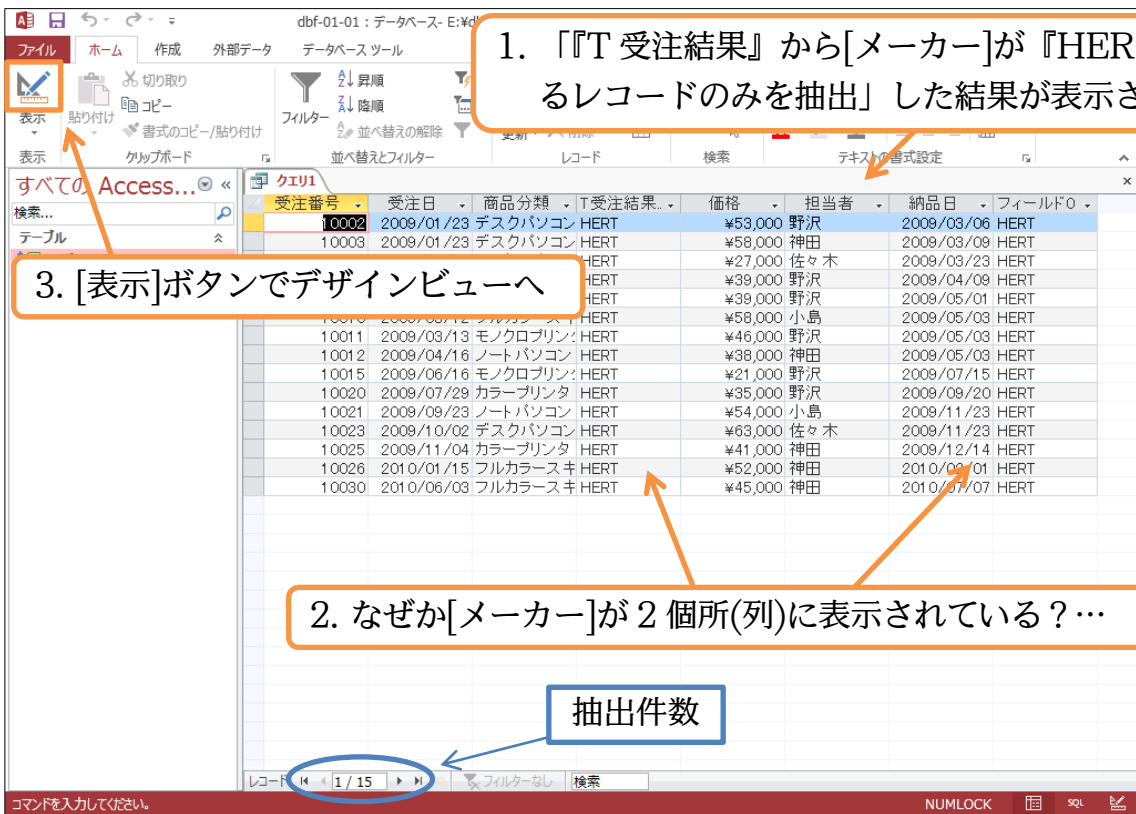 dbf-01-01 : データベース- E:¥d
ファイル ホーム 作成 外部データ データベース ツール
表示
貼り付け
切り取り
コピー
書式のコピー/貼り付け
フィルター
昇順
降順
並べ替えの解除
表示 クリップボード 並べ替えとフィルター レコード 検索 テキストの書式設定
1. 「『T 受注結果』から[メーカー]が『HER
るレコードのみを抽出」した結果が表示さ
すべての Access...
検索...
テーブル
クエリ1
受注番号 受注日 商品分類 T受注結果. 価格 担当者 納品日 フィールド0
10002 2009/01/23 デスクパソコン HERT ¥53,000 野沢 2009/03/06 HERT
10003 2009/01/23 デスクパソコン HERT ¥58,000 神田 2009/03/09 HERT
HERT ¥27,000 佐々木 2009/03/23 HERT
HERT ¥39,000 野沢 2009/04/09 HERT
HERT ¥39,000 野沢 2009/05/01 HERT
HERT ¥58,000 小島 2009/05/03 HERT
10011 2009/03/13 モノクロプリン HERT ¥46,000 野沢 2009/05/03 HERT
10012 2009/04/16 ノートパソコン HERT ¥38,000 神田 2009/05/03 HERT
10015 2009/06/16 モノクロプリン HERT ¥21,000 野沢 2009/07/15 HERT
10020 2009/07/29 カラープリンタ HERT ¥35,000 野沢 2009/09/20 HERT
10021 2009/09/23 ノートパソコン HERT ¥54,000 小島 2009/11/23 HERT
10023 2009/10/02 デスクパソコン HERT ¥63,000 佐々木 2009/11/23 HERT
10025 2009/11/04 カラープリンタ HERT ¥41,000 神田 2009/12/14 HERT
10026 2010/01/15 フルカラースキ HERT ¥52,000 神田 HERT
10030 2010/06/03 フルカラースキ HERT ¥45,000 神田 2010/07/07 HERT
3. [表示]ボタンでデザインビューへ
2. なぜか[メーカー]が 2 個所(列)に表示されている？…
抽出件数
レコード 1 / 15 フィルターなし 検索
コマンドを入力してください。 NUMLOCK SQL